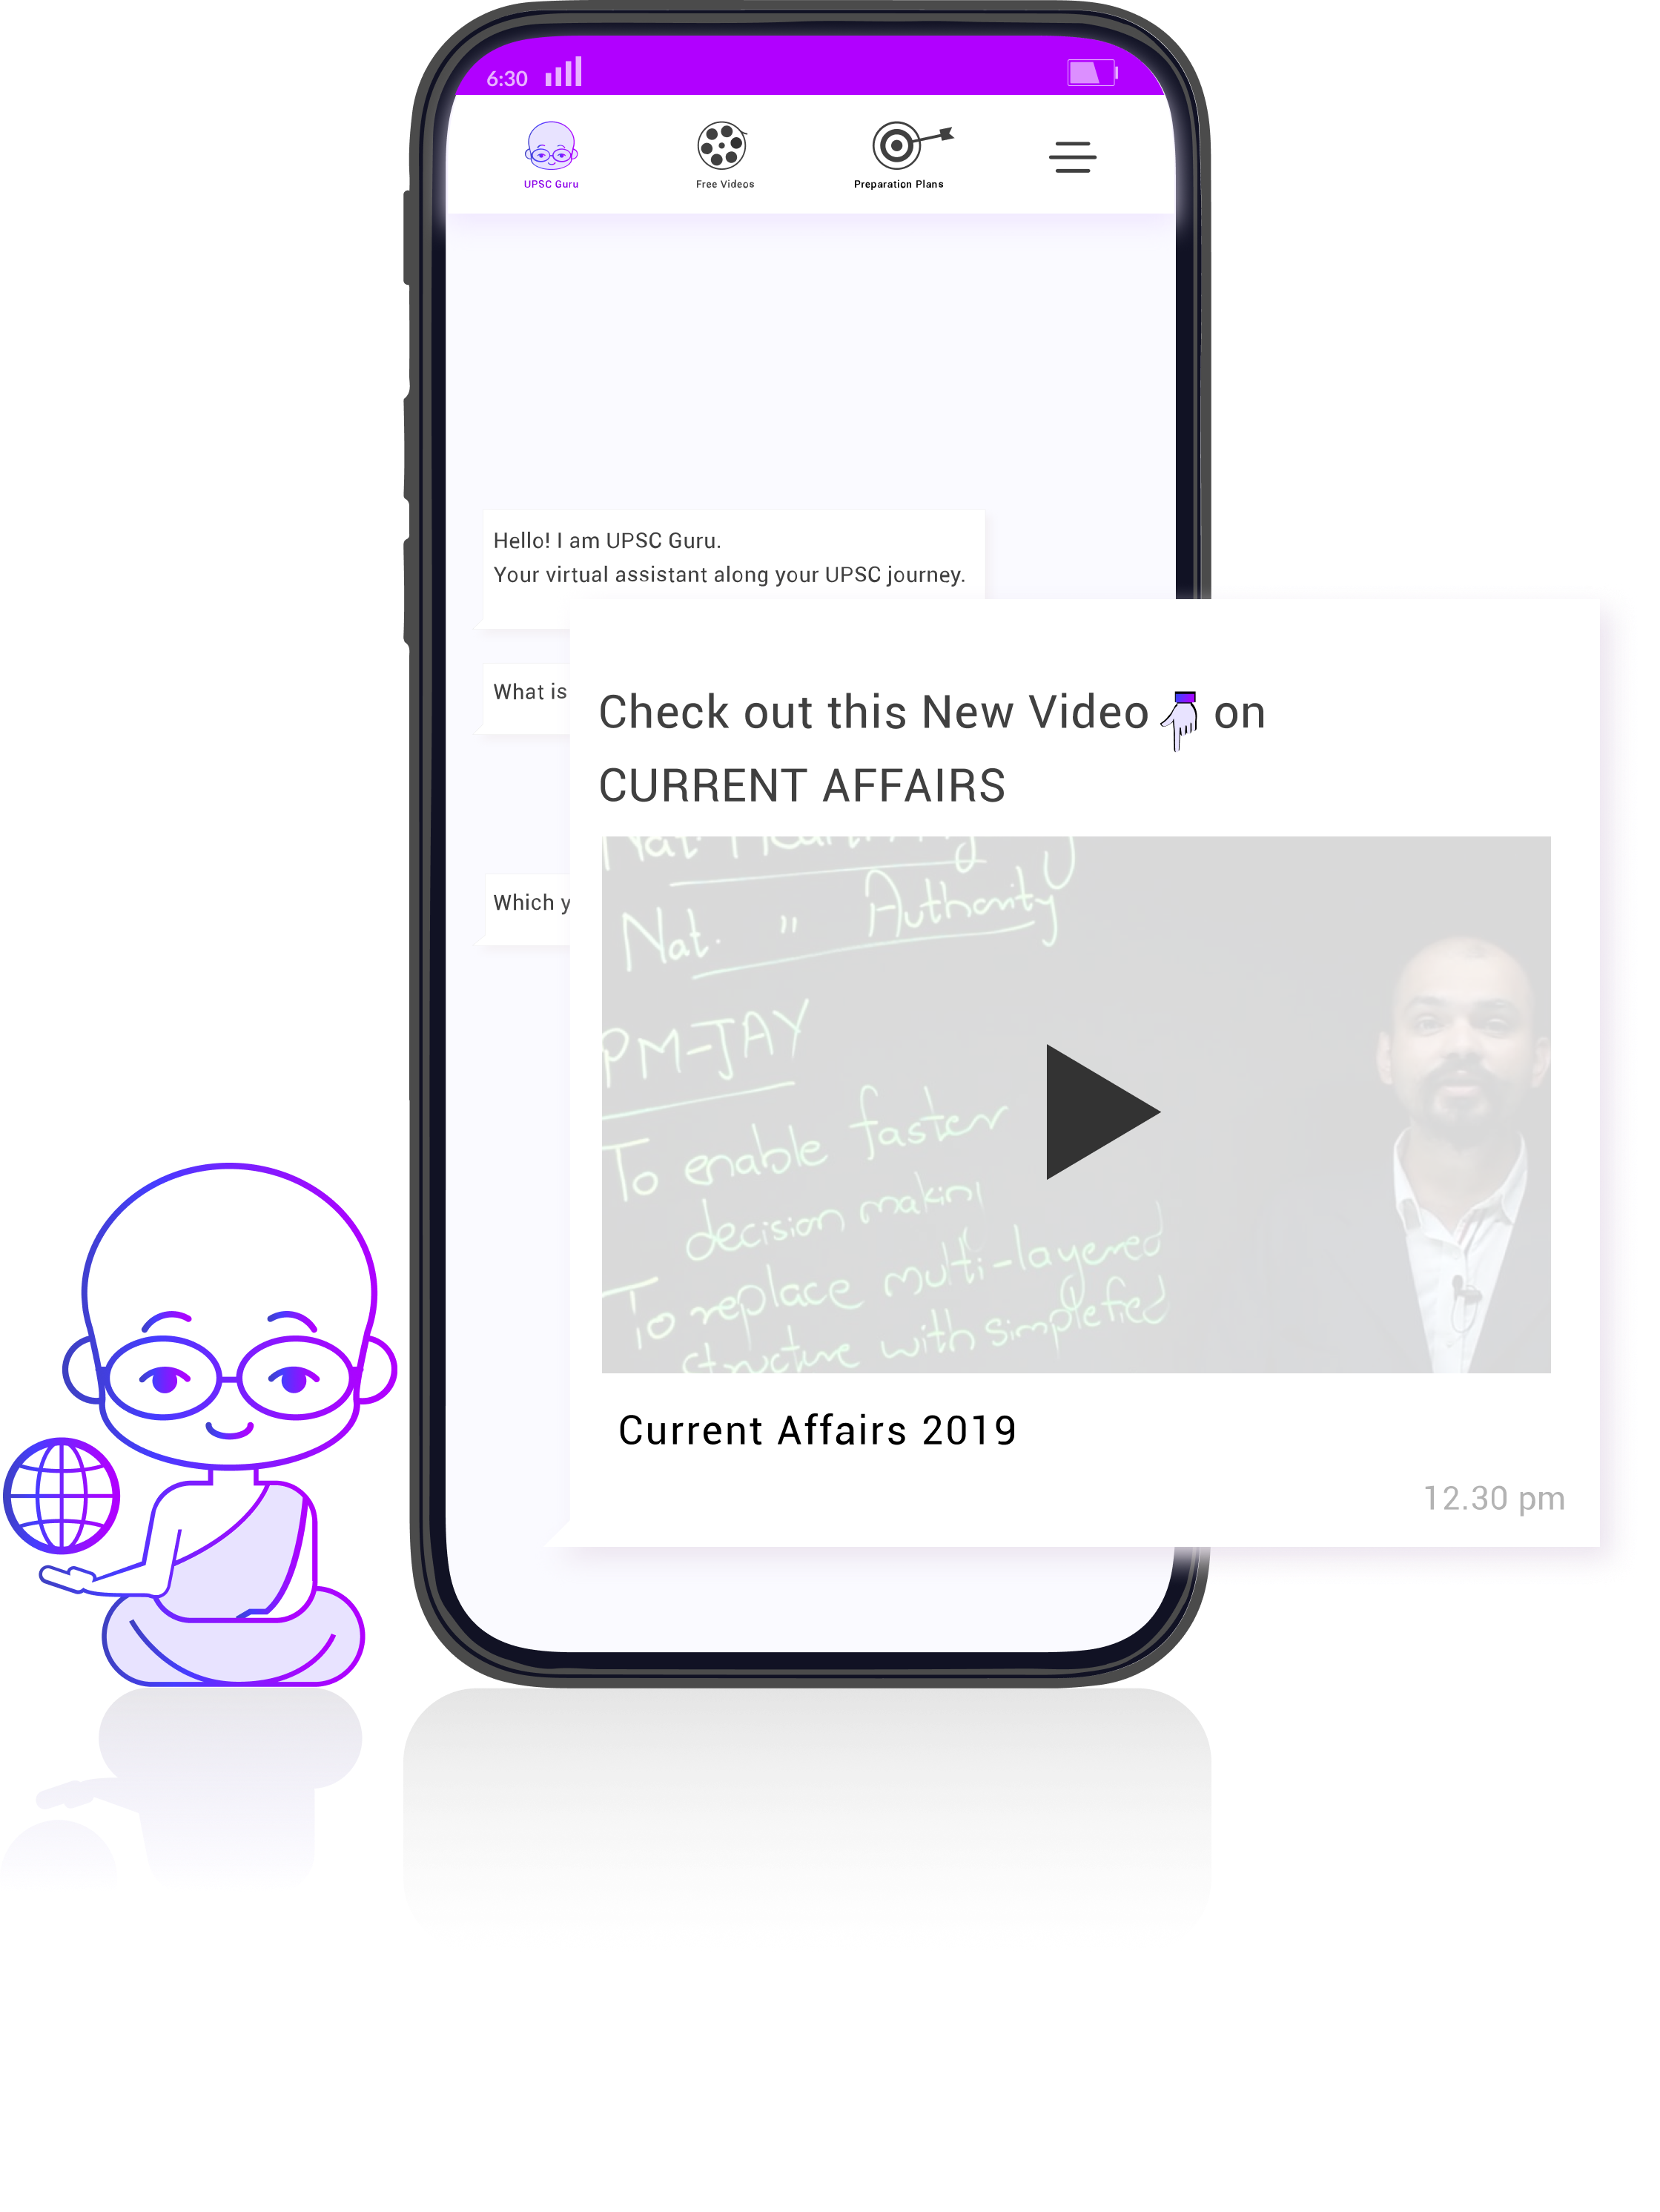 6:30
UPSC Guru
Free Videos
Preparation Plans
Hello! I am UPSC Guru.
Your virtual assistant along your UPSC journey.
What is
Which y
Check out this New Video on
CURRENT AFFAIRS
Nat. " Authority
PM-JAY
To enable faster
decision making
To replace multi-layered
structure with simplefied
Current Affairs 2019
12.30 pm